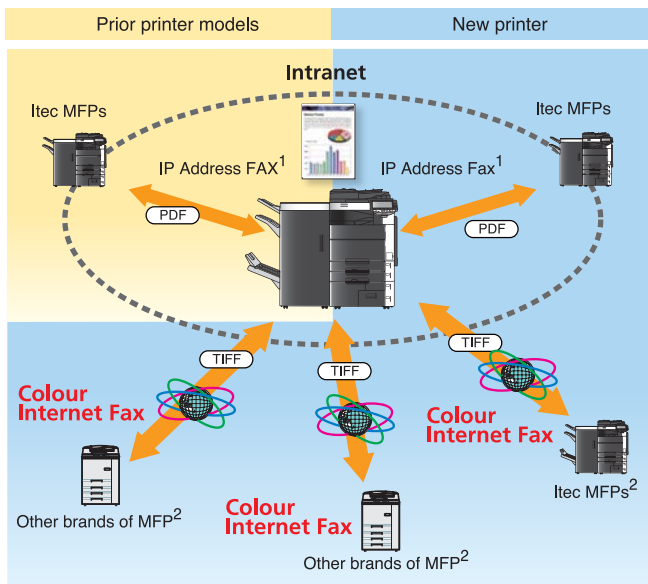 Prior printer models
New printer
Intranet
Itec MFPs
Itec MFPs
IP Address FAX1
IP Address Fax1
PDF
PDF
TIFF
TIFF
TIFF
Colour
Internet Fax
Colour
Internet Fax
Colour
Internet Fax
Itec MFPs2
Other brands of MFP2
Other brands of MFP2